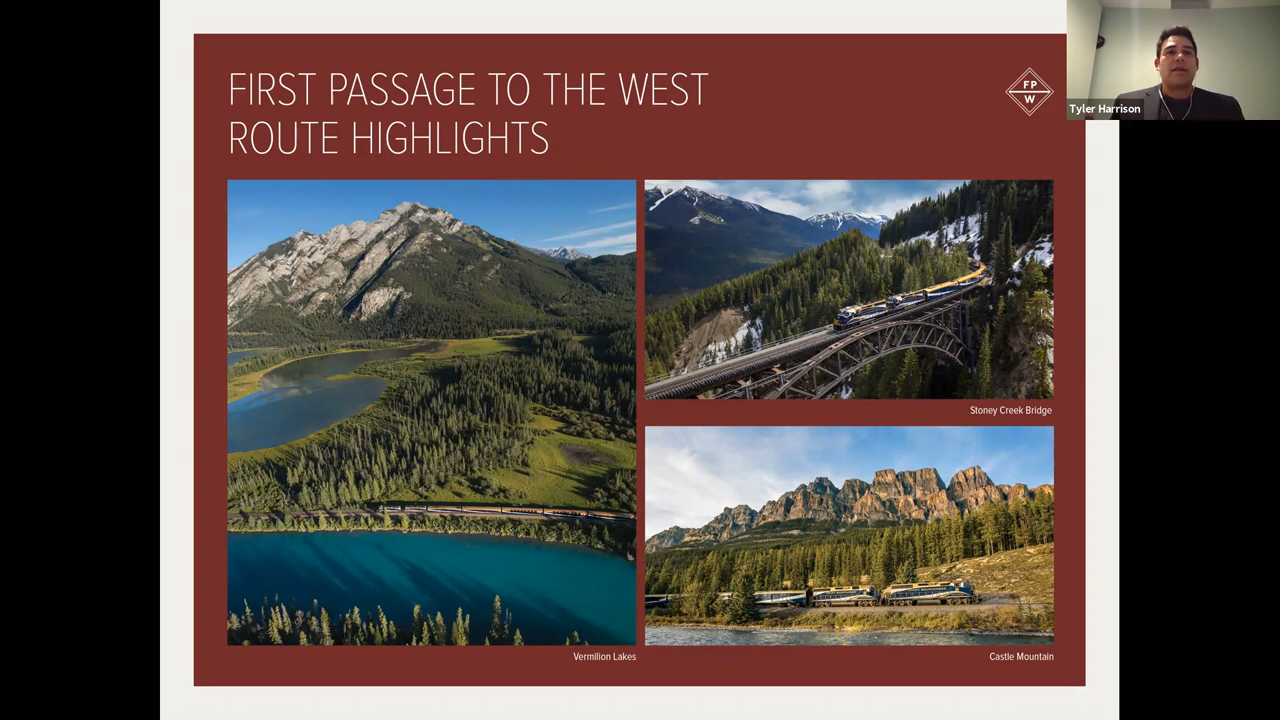 FIRST PASSAGE TO THE WEST
ROUTE HIGHLIGHTS
FP
W
Tyler Harrison
Stoney Creek Bridge
Vermilion Lakes
Castle Mountain